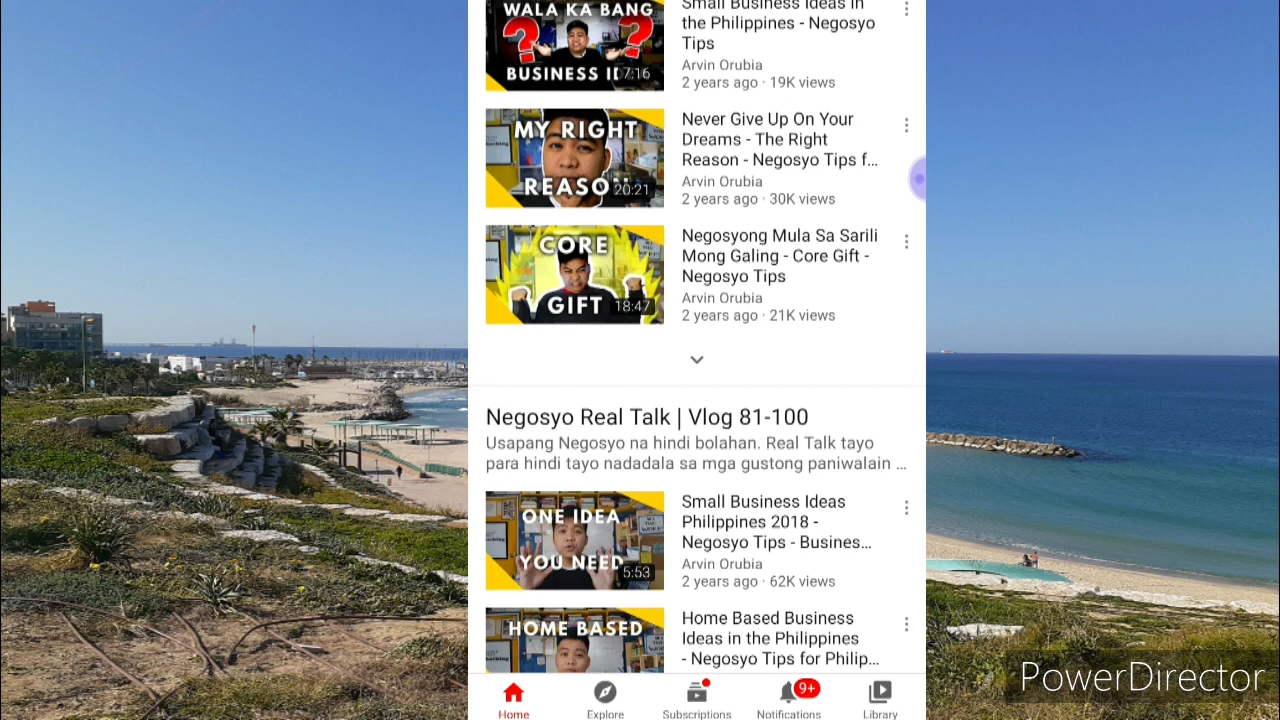 WALA KA BANG
BUSINESS
7:16
Small Business Ideas in
the Philippines - Negosyo
Tips
Arvin Orubia
2 years ago · 19K views
MY RIGHT
REASON
20:21
Never Give Up On Your
Dreams - The Right
Reason - Negosyo Tips f...
Arvin Orubia
2 years ago · 30K views
CORE
GIFT
18:47
Negosyong Mula Sa Sarili
Mong Galing - Core Gift -
Negosyo Tips
Arvin Orubia
2 years ago · 21K views
Negosyo Real Talk | Vlog 81-100
Usapang Negosyo na hindi bolahan. Real Talk tayo
para hindi tayo nadadala sa mga gustong paniwalain ...
ONE IDEA
YOU NEED
5:53
Small Business Ideas
Philippines 2018 -
Negosyo Tips - Busines...
Arvin Orubia
2 years ago · 62K views
HOME BASED
Home Based Business
Ideas in the Philippines
- Negosyo Tips for Philip...
9+
Home
Explore
Subscriptions
Notifications
Library
PowerDirector